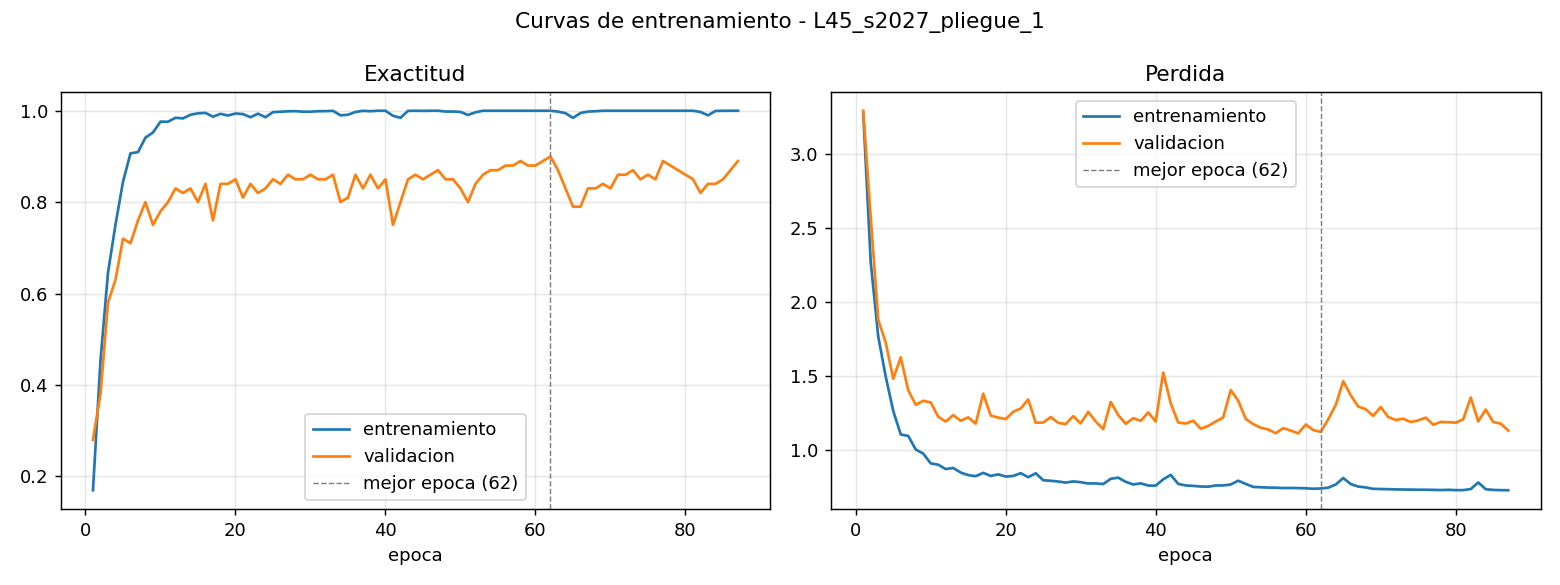 Curvas de entrenamiento - L45_s2027_pliegue_1
Exactitud
1.0
0.8
0.6
0.4
0.2
0
20
40
60
80
epoca
entrenamiento
validacion
mejor epoca (62)
Perdida
3.0
2.5
2.0
1.5
1.0
0
20
40
60
80
epoca
entrenamiento
validacion
mejor epoca (62)